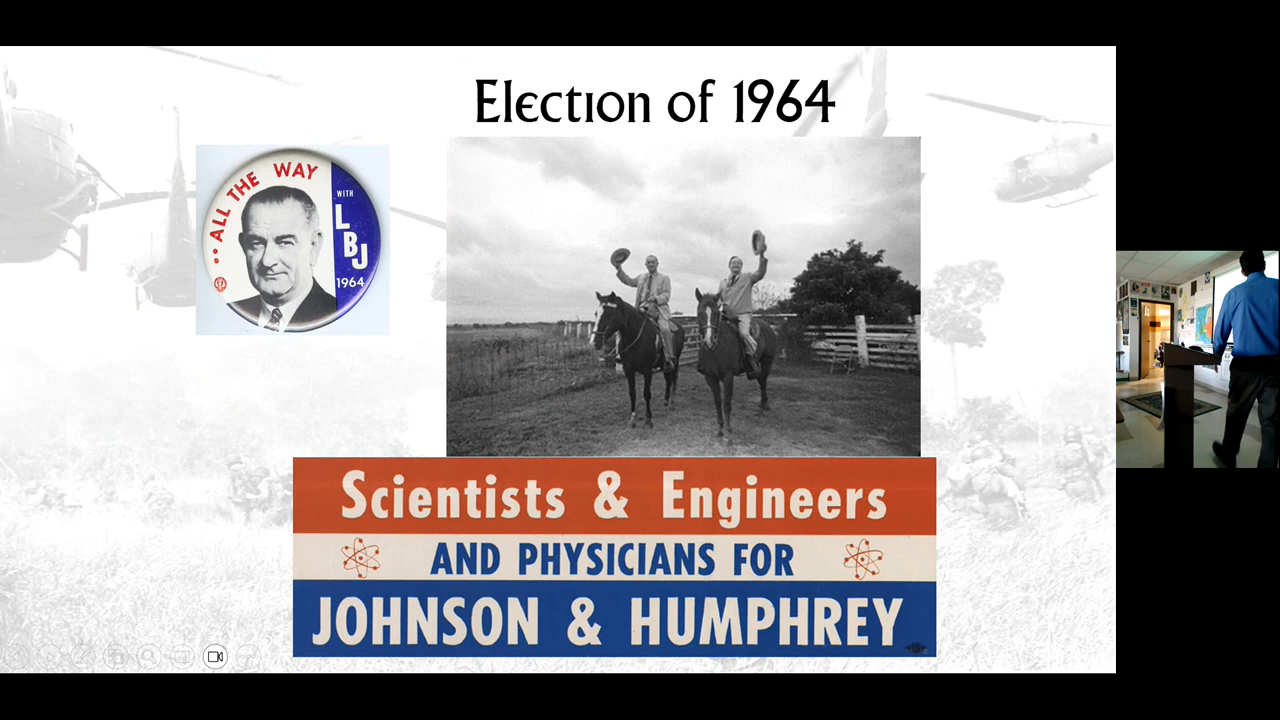 Election of 1964
ALL THE WAY
WITH
LBJ
1964
Scientists & Engineers
AND PHYSICIANS FOR
JOHNSON & HUMPHREY